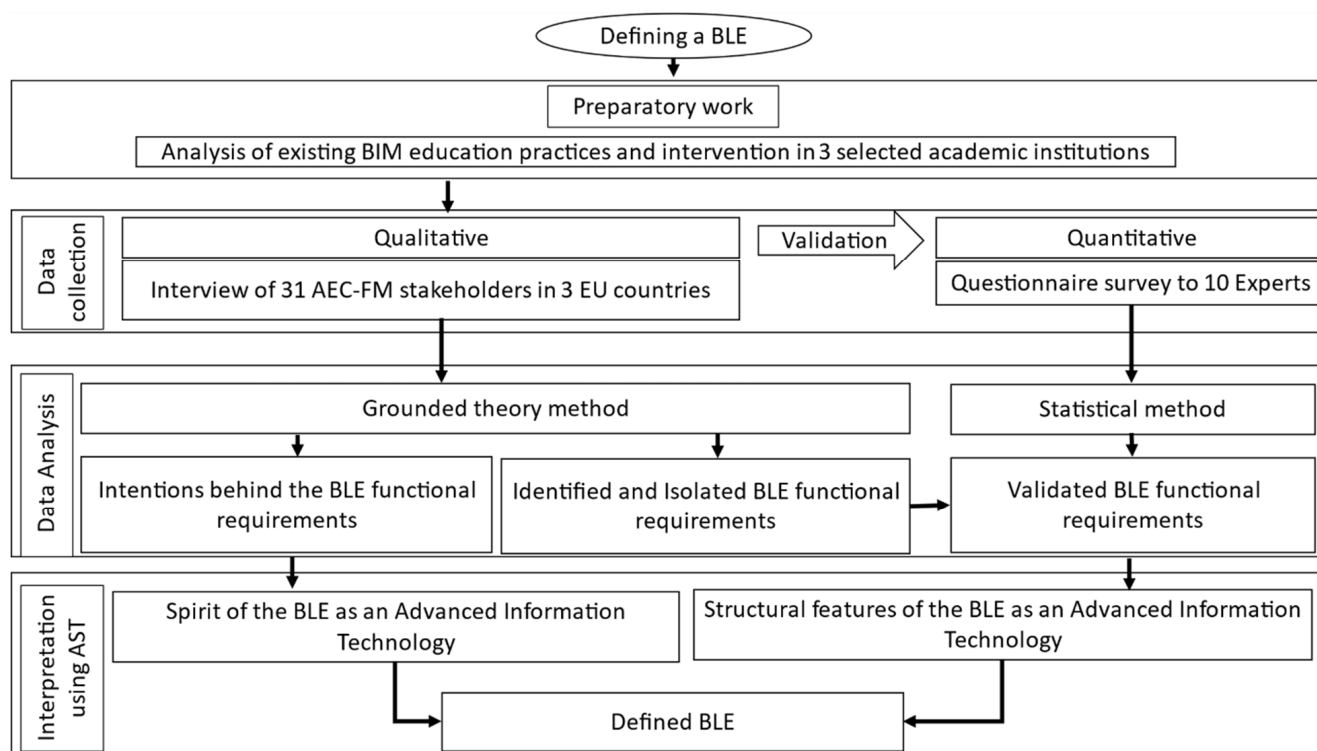 Defining a BLE
Preparatory work
Analysis of existing BIM education practices and intervention in 3 selected academic institutions
Data
collection
Qualitative
Validation
Quantitative
Interview of 31 AEC-FM stakeholders in 3 EU countries
Questionnaire survey to 10 Experts
Data Analysis
Grounded theory method
Statistical method
Intentions behind the BLE functional
requirements
Identified and Isolated BLE functional
requirements
Validated BLE functional
requirements
Interpretation
using AST
Spirit of the BLE as an Advanced Information
Technology
Structural features of the BLE as an Advanced Information
Technology
Defined BLE